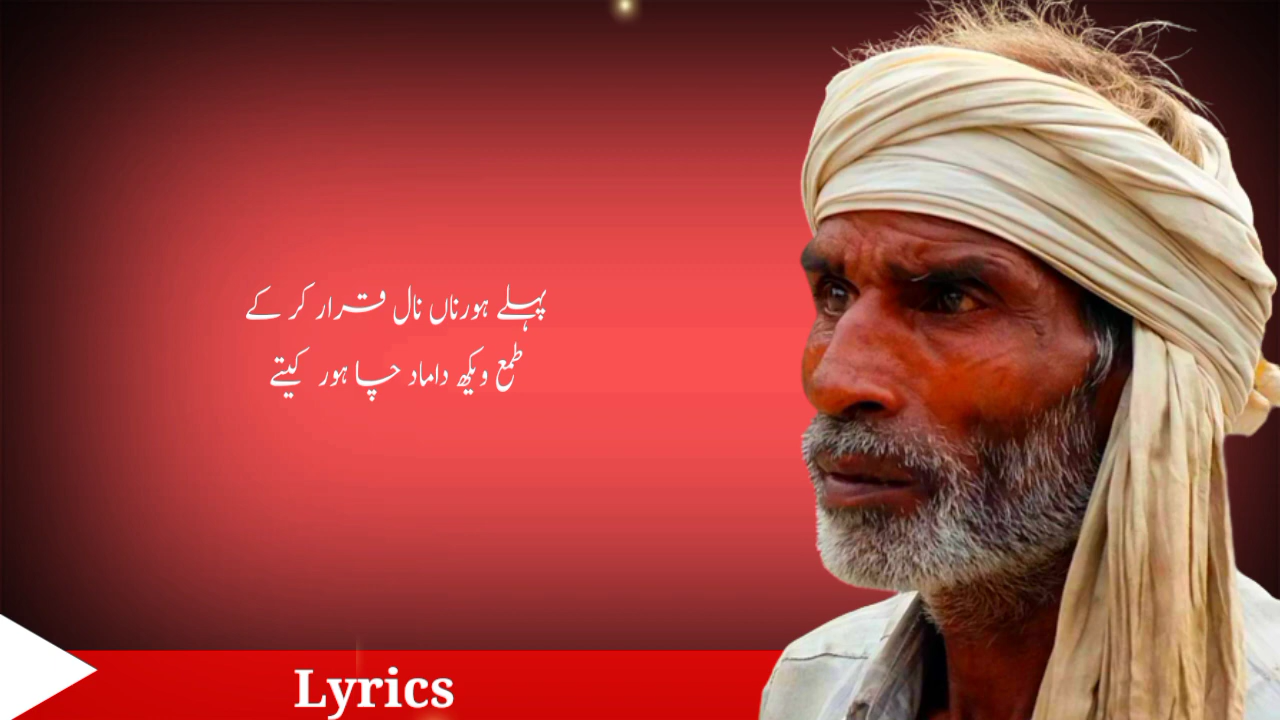 پہلے ہورناں نال قرار کر کے
طمع ویکھ داماد چا ہور کیتے
Lyrics